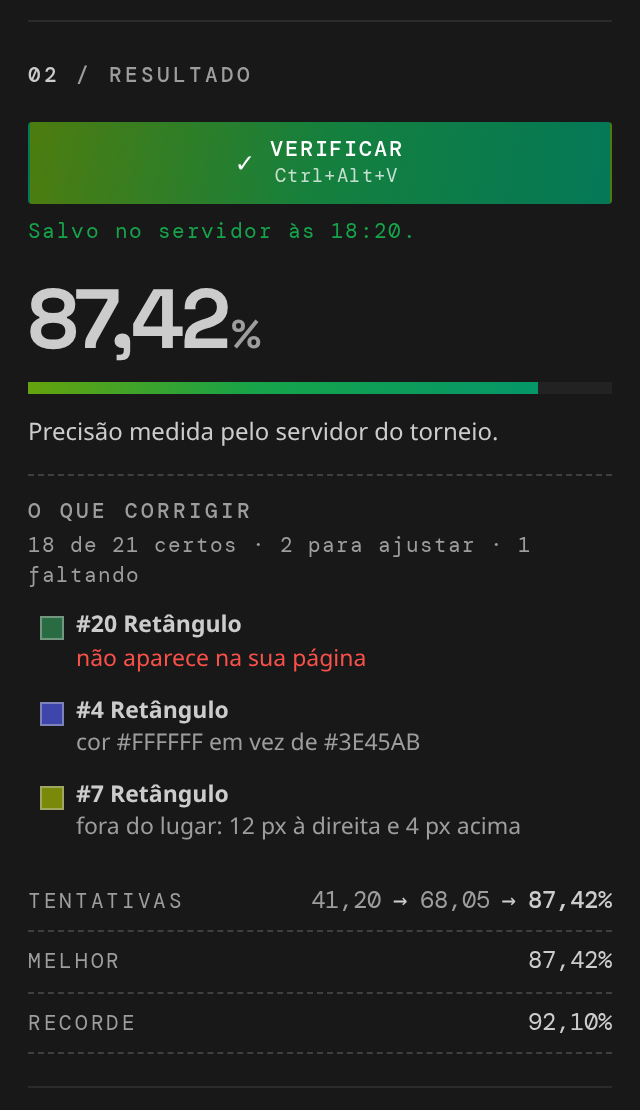 02 / RESULTADO
✓ VERIFICAR
Ctrl+Alt+V
Salvo no servidor às 18:20.
87,42%
Precisão medida pelo servidor do torneio.
O QUE CORRIGIR
18 de 21 certos · 2 para ajustar · 1
faltando
#20 Retângulo
não aparece na sua página
#4 Retângulo
cor #FFFFFF em vez de #3E45AB
#7 Retângulo
fora do lugar: 12 px à direita e 4 px acima
TENTATIVAS 41,20 → 68,05 → 87,42%
MELHOR 87,42%
RECORDE 92,10%